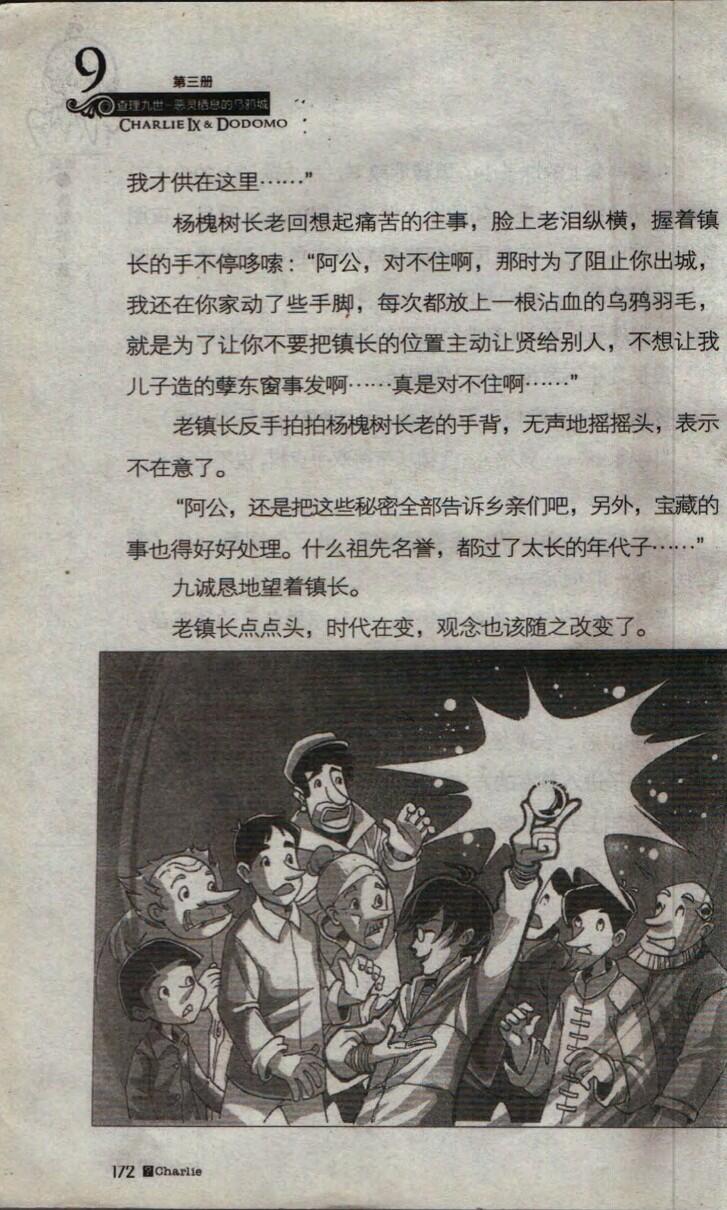 9
第三册
查理九世-恶灵栖息的乌鸦城
CHARLIE IX & DODOMO
我才供在这里……”
杨槐树长老回想起痛苦的往事，脸上老泪纵横，握着镇
长的手不停哆嗦：“阿公，对不住啊，那时为了阻止你出城，
我还在你家动了些手脚，每次都放上一根沾血的乌鸦羽毛，
就是为了让你不要把镇长的位置主动让贤给别人，不想让我
儿子造的孽东窗事发啊……真是对不住啊……”
老镇长反手拍拍杨槐树长老的手背，无声地摇摇头，表示
不在意了。
“阿公，还是把这些秘密全部告诉乡亲们吧，另外，宝藏的
事也得好好处理。什么祖先名誉，都过了太长的年代子……”
九诚恳地望着镇长。
老镇长点点头，时代在变，观念也该随之改变了。
172 Charlie